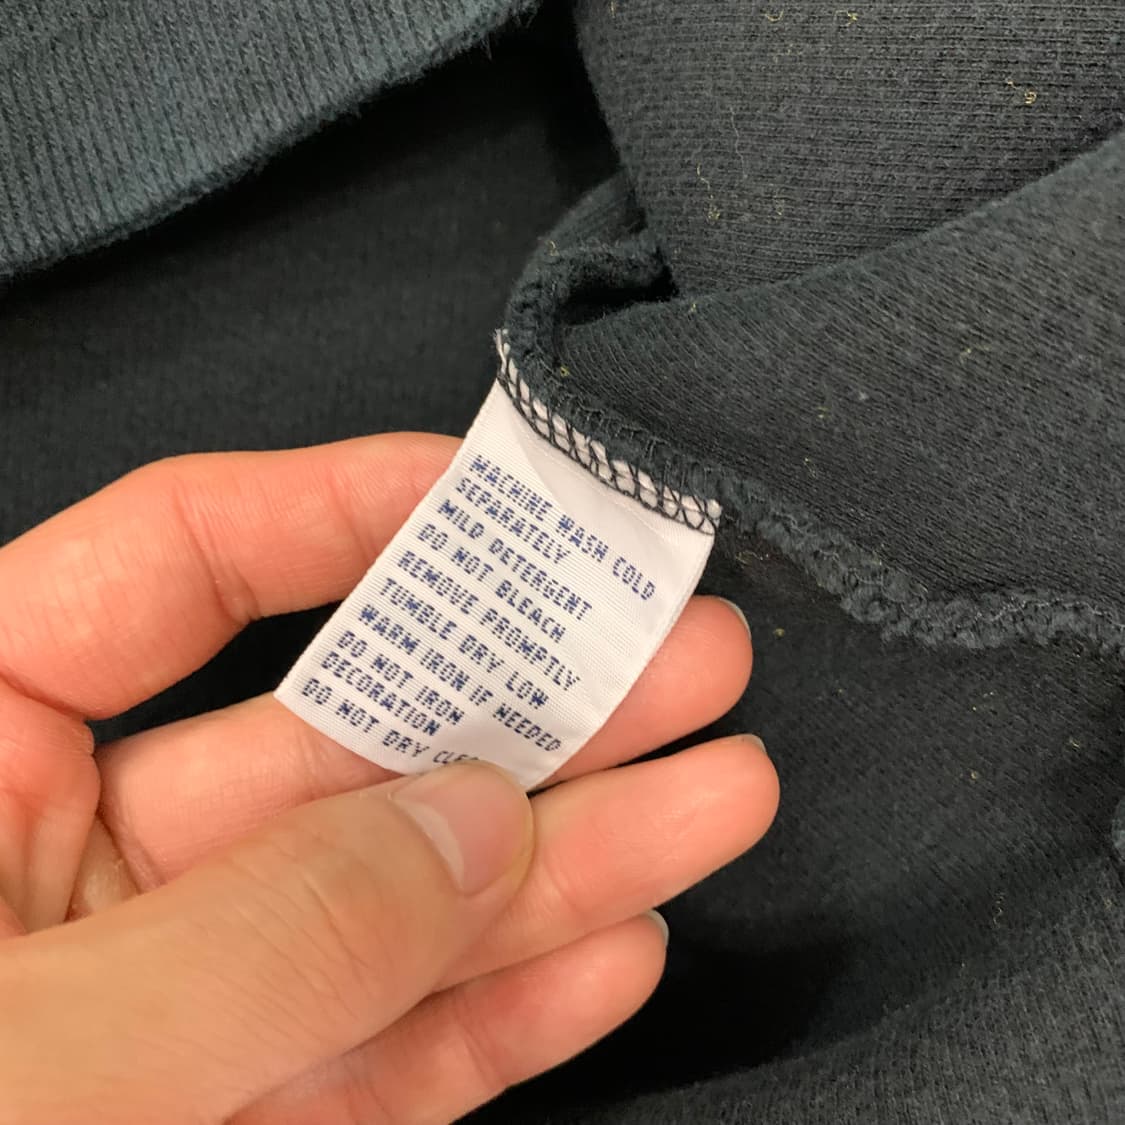 MACHINE WASH COLD
SEPARATELY
MILD DETERGENT
DO NOT BLEACH
REMOVE PROMPTLY
TUMBLE DRY LOW
WARM IRON IF NEEDED
DO NOT IRON
DECORATION
DO NOT DRY